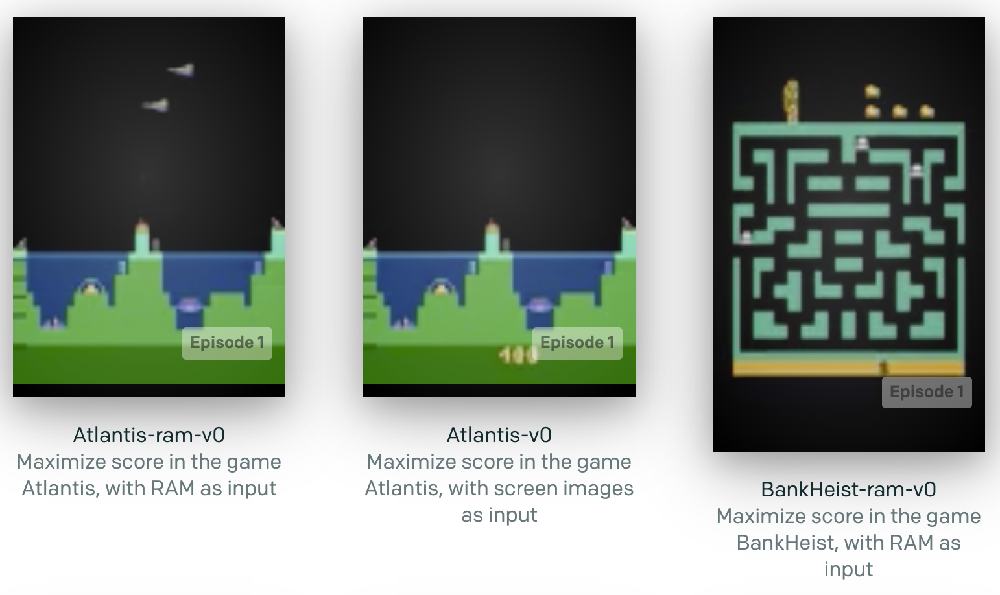 Episode 1
Atlantis-ram-v0
Maximize score in the game
Atlantis, with RAM as input
400
Episode 1
Atlantis-v0
Maximize score in the game
Atlantis, with screen images
as input
Episode 1
BankHeist-ram-v0
Maximize score in the game
BankHeist, with RAM as
input